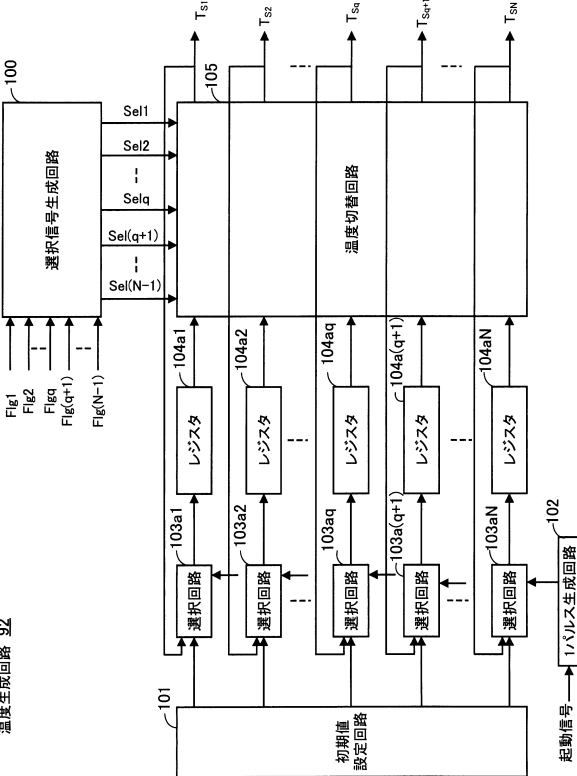 温度生成回路 92
100
選択信号生成回路
Flg1
Flg2
Flgq
Flg(q+1)
Flg(N-1)
Sel1
Sel2
Selq
Sel(q+1)
Sel(N-1)
105
温度切替回路
TS1
TS2
TSq
TSq+1
TSN
101
初期値
設定回路
103a1
選択回路
104a1
レジスタ
103a2
選択回路
104a2
レジスタ
103aq
選択回路
104aq
レジスタ
103a(q+1)
選択回路
104a(q+1)
レジスタ
103aN
選択回路
104aN
レジスタ
102
1パルス生成回路
起動信号